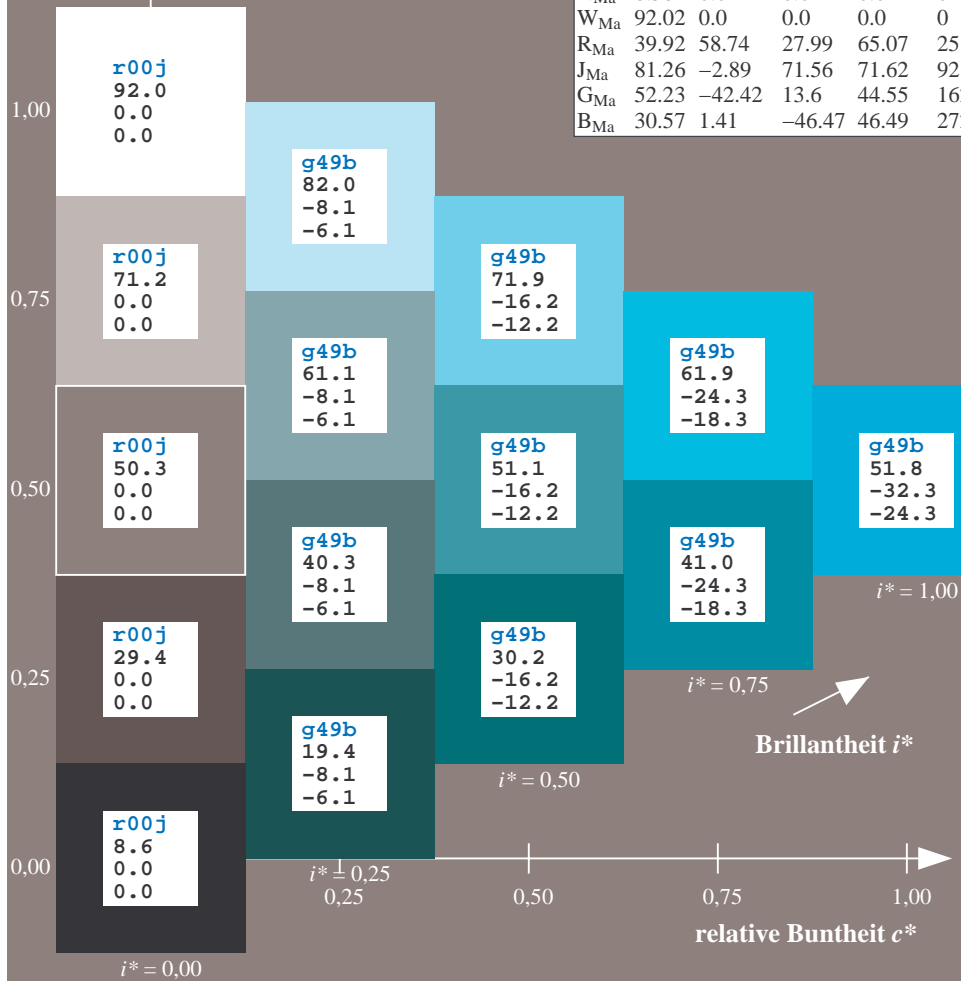 W_Ma 92.02 0.0 0.0 0.0 0
R_Ma 39.92 58.74 27.99 65.07 25
J_Ma 81.26 −2.89 71.56 71.62 92
G_Ma 52.23 −42.42 13.6 44.55
B_Ma 30.57 1.41 −46.47 46.49
1,00
0,75
0,50
0,25
0,00
r00j
92.0
0.0
0.0
r00j
71.2
0.0
0.0
r00j
50.3
0.0
0.0
r00j
29.4
0.0
0.0
r00j
8.6
0.0
0.0
i* = 0,00
g49b
82.0
-8.1
-6.1
g49b
61.1
-8.1
-6.1
g49b
40.3
-8.1
-6.1
g49b
19.4
-8.1
-6.1
i* = 0,25
g49b
71.9
-16.2
-12.2
g49b
51.1
-16.2
-12.2
g49b
30.2
-16.2
-12.2
i* = 0,50
g49b
61.9
-24.3
-18.3
g49b
41.0
-24.3
-18.3
i* = 0,75
g49b
51.8
-32.3
-24.3
i* = 1,00
Brillantheit i*
0,25 0,50 0,75 1,00
relative Buntheit c*